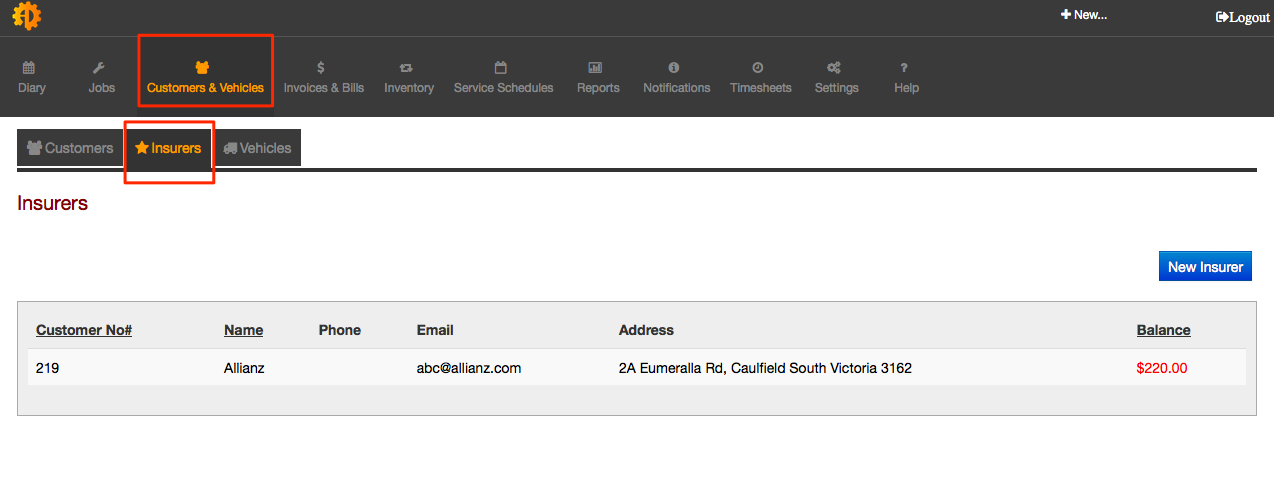 New... Logout
Diary Jobs Customers & Vehicles Invoices & Bills Inventory Service Schedules Reports Notifications Timesheets Settings Help
Customers Insurers Vehicles
Insurers
New Insurer
Customer No# Name Phone Email Address Balance
219 Allianz abc@allianz.com 2A Eumeralla Rd, Caulfield South Victoria 3162 $220.00